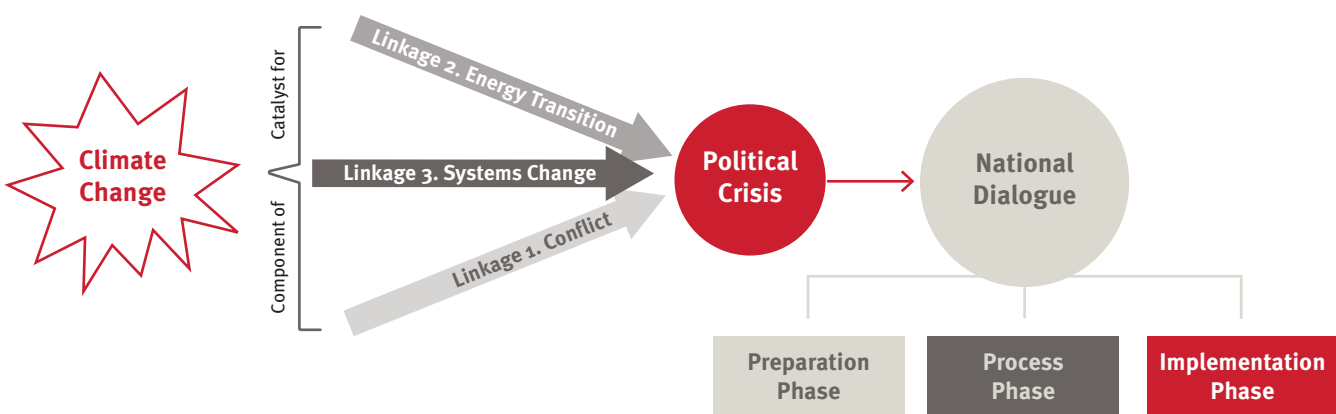 Climate
Change
Catalyst for
Component of
Linkage 2. Energy Transition
Linkage 3. Systems Change
Linkage 1. Conflict
Political
Crisis
National
Dialogue
Preparation
Phase
Process
Phase
Implementation
Phase